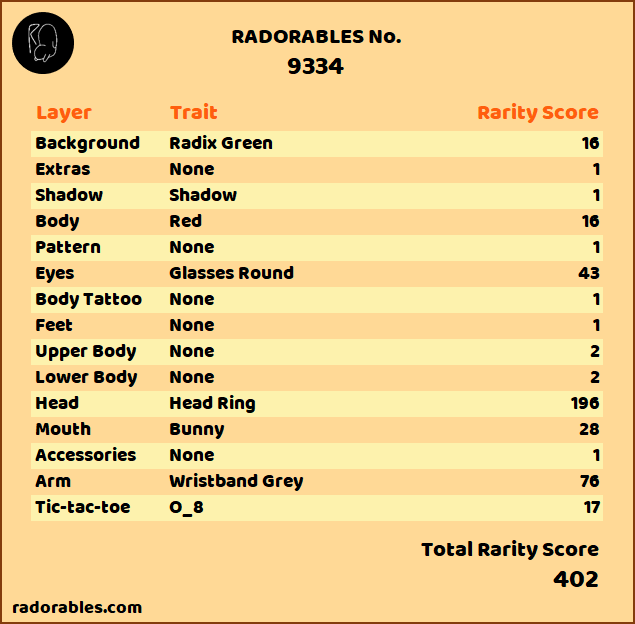 RADORABLES No.
9334
Layer Trait Rarity Score
Background Radix Green 16
Extras None 1
Shadow Shadow 1
Body Red 16
Pattern None 1
Eyes Glasses Round 43
Body Tattoo None 1
Feet None 1
Upper Body None 2
Lower Body None 2
Head Head Ring 196
Mouth Bunny 28
Accessories None 1
Arm Wristband Grey 76
Tic-tac-toe O_8 17
Total Rarity Score
402
radorables.com